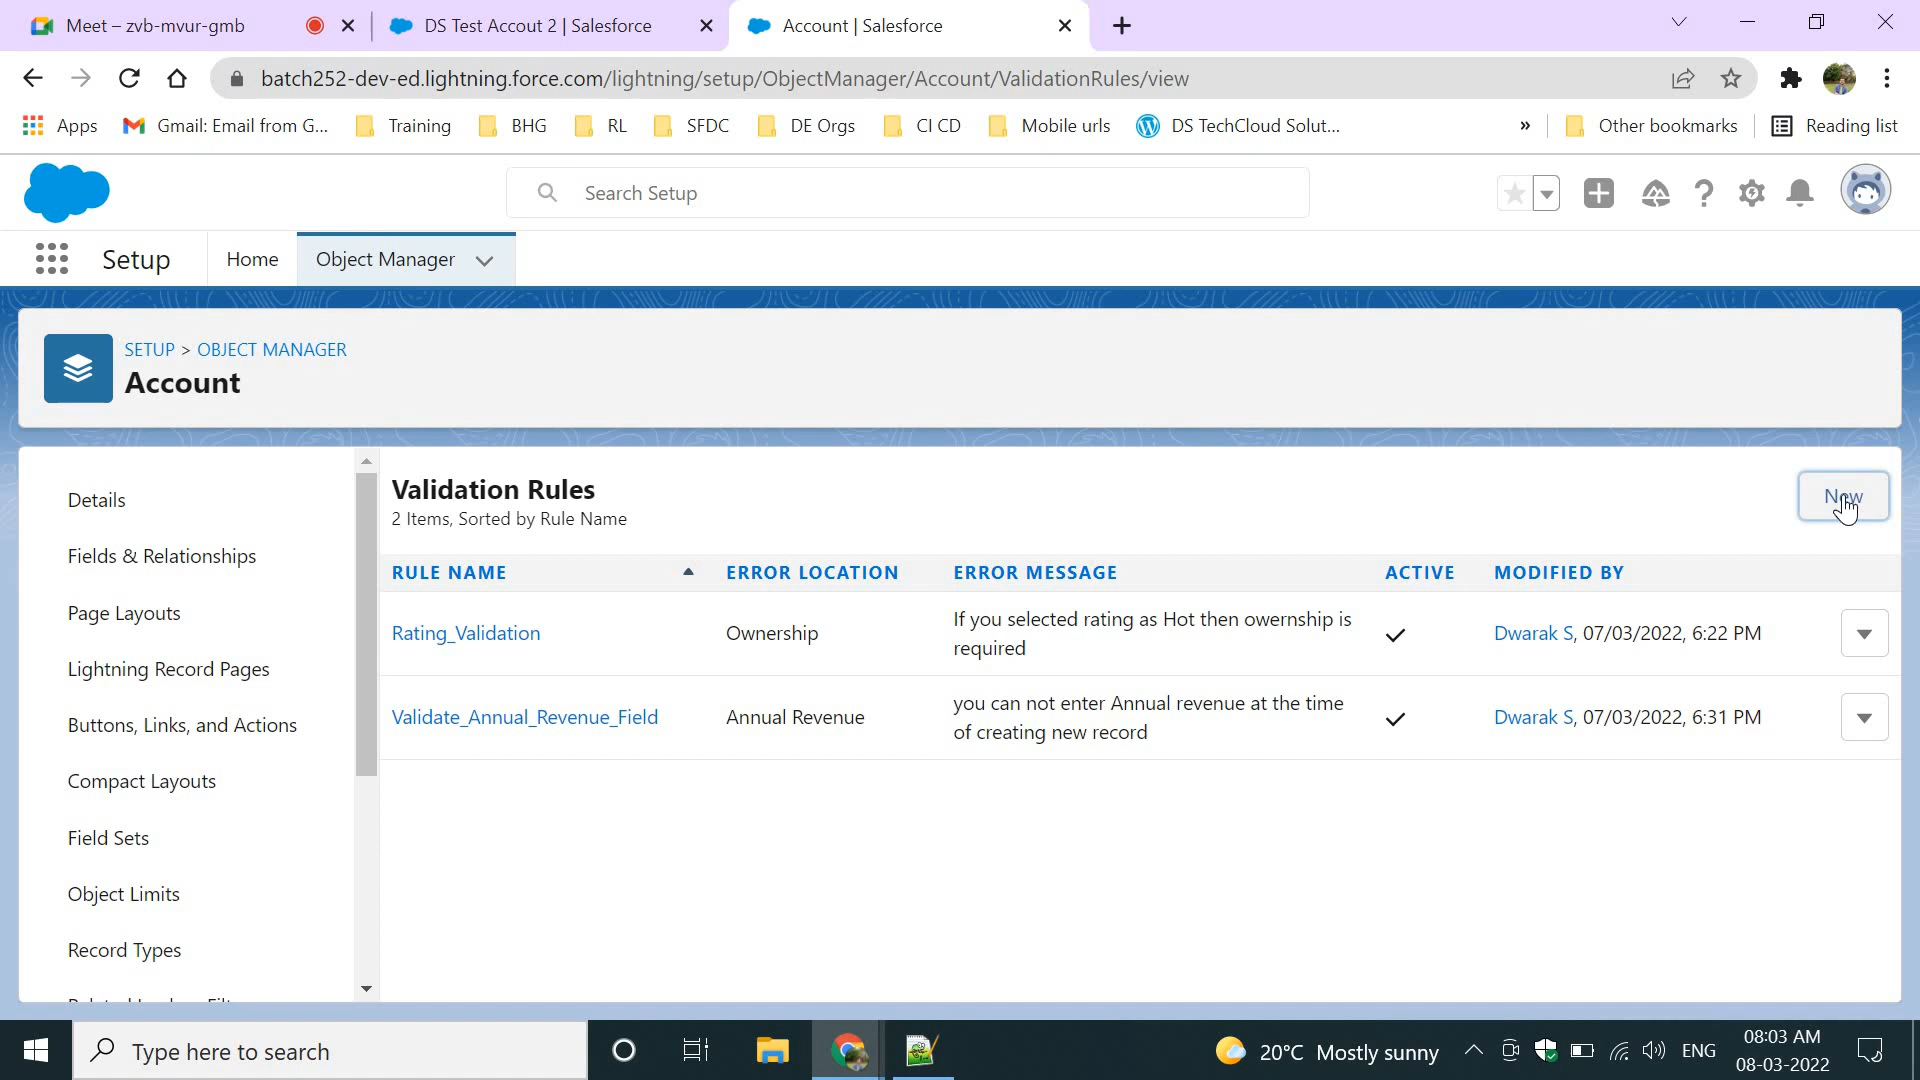 Meet – zvb-mvur-gmb
DS Test Accout 2 | Salesforce
Account | Salesforce
batch252-dev-ed.lightning.force.com/lightning/setup/ObjectManager/Account/ValidationRules/view
Apps
Gmail: Email from G...
Training
BHG
RL
SFDC
DE Orgs
CI CD
Mobile urls
DS TechCloud Solut...
»
Other bookmarks
Reading list
Search Setup
Setup
Home
Object Manager
SETUP > OBJECT MANAGER
Account
Details
Fields & Relationships
Page Layouts
Lightning Record Pages
Buttons, Links, and Actions
Compact Layouts
Field Sets
Object Limits
Record Types
Validation Rules
2 Items, Sorted by Rule Name
New
RULE NAME ERROR LOCATION ERROR MESSAGE ACTIVE MODIFIED BY
Rating_Validation Ownership If you selected rating as Hot then owernship is
required
Dwarak S, 07/03/2022, 6:22 PM
Validate_Annual_Revenue_Field Annual Revenue you can not enter Annual revenue at the time
of creating new record
Dwarak S, 07/03/2022, 6:31 PM
Type here to search
20°C Mostly sunny
ENG
08:03 AM
08-03-2022